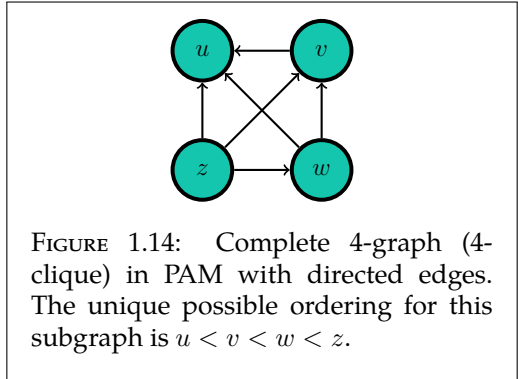 u v
z w
FIGURE 1.14: Complete 4-graph (4-
clique) in PAM with directed edges.
The unique possible ordering for this
subgraph is u < v < w < z.